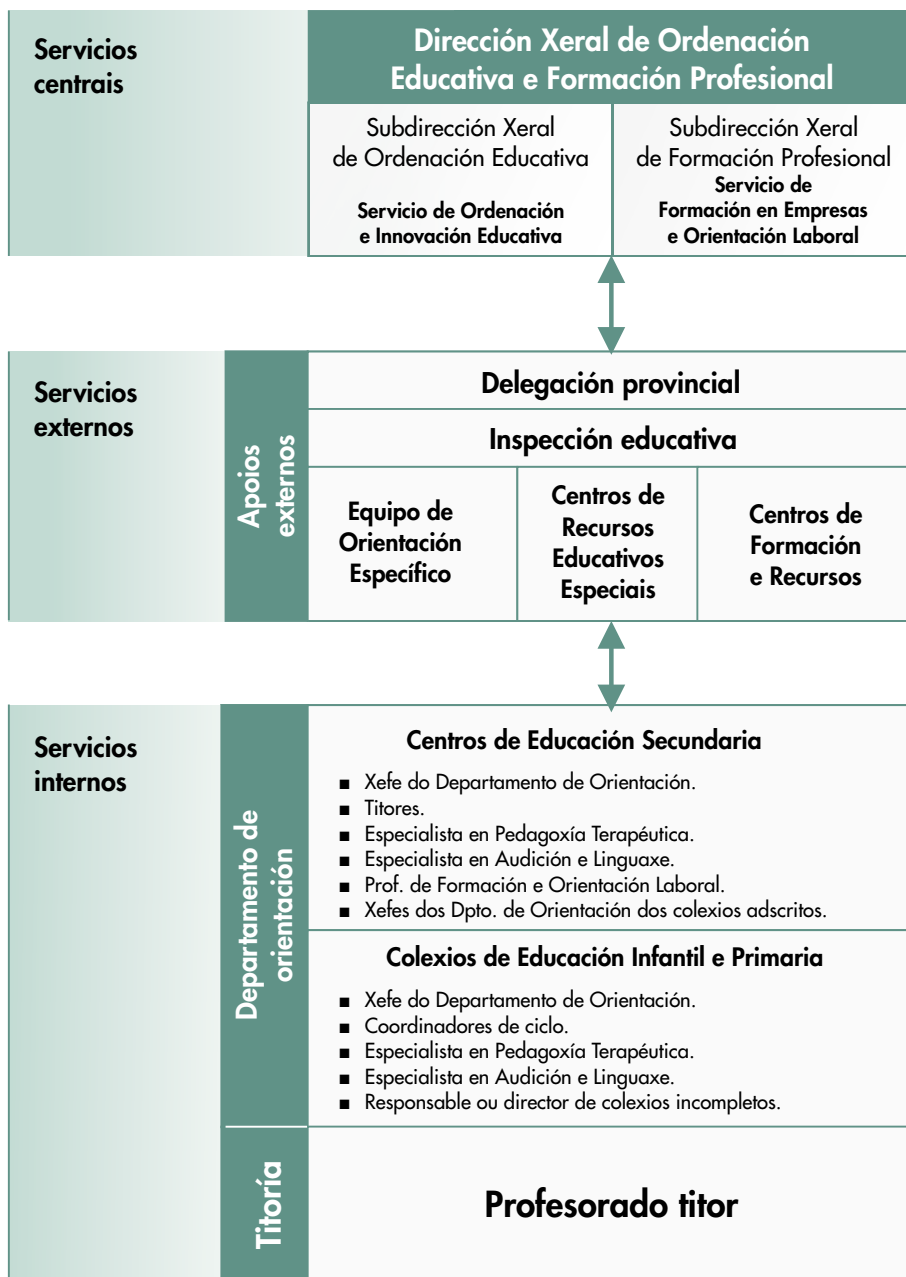 Servicios
centrais
Dirección Xeral de Ordenación
Educativa e Formación Profesional
Subdirección Xeral
de Ordenación Educativa
Servicio de Ordenación
e Innovación Educativa
Subdirección Xeral
de Formación Profesional
Servicio de
Formación en Empresas
e Orientación Laboral
Servicios
externos
Apoios
externos
Delegación provincial
Inspección educativa
Equipo de
Orientación
Específico
Centros de
Recursos
Educativos
Especiais
Centros de
Formación
e Recursos
Servicios
internos
Departamento de
orientación
Centros de Educación Secundaria
■ Xefe do Departamento de Orientación.
■ Titores.
■ Especialista en Pedagoxía Terapéutica.
■ Especialista en Audición e Linguaxe.
■ Prof. de Formación e Orientación Laboral.
■ Xefes dos Dpto. de Orientación dos colexios adscritos.
Colexios de Educación Infantil e Primaria
■ Xefe do Departamento de Orientación.
■ Coordinadores de ciclo.
■ Especialista en Pedagoxía Terapéutica.
■ Especialista en Audición e Linguaxe.
■ Responsable ou director de colexios incompletos.
Titoría
Profesorado titor